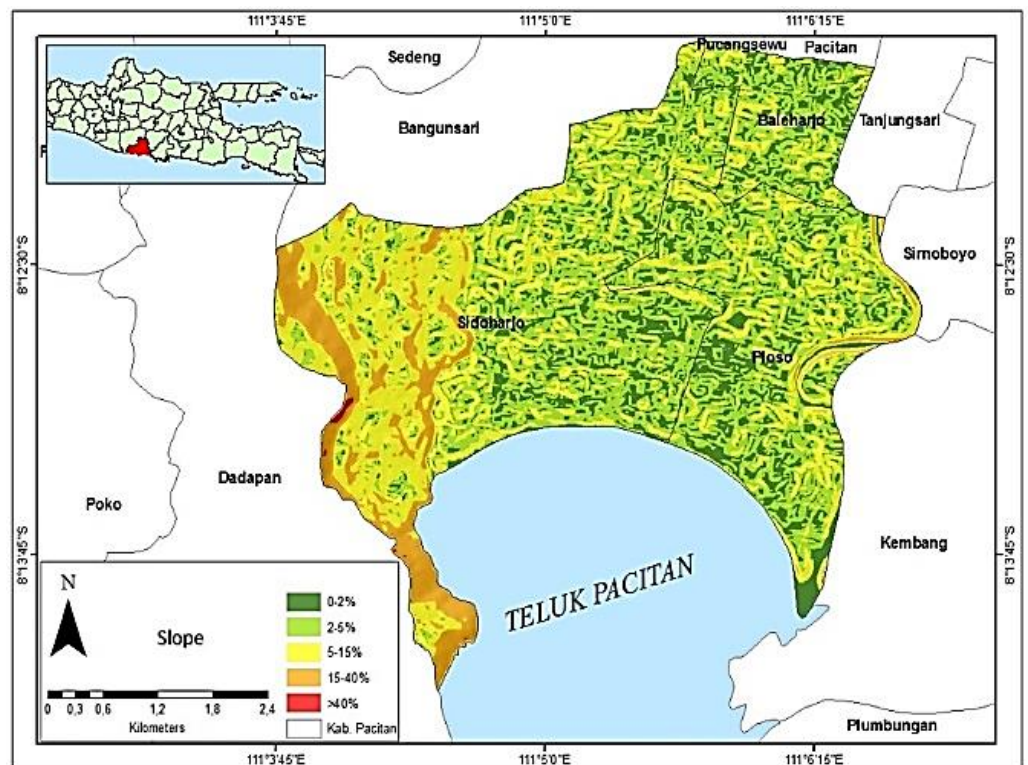 111°3'45"E
111°5'0"E
111°6'15"E
Sedeng
Pucangsewu
Pacitan
Bangunsari
Baleharjo
Tanjungsari
8°12'30"S
Sirnoboyo
8°12'30"S
Sidoharjo
Ploso
Dadapan
Poko
Kembang
8°13'45"S
8°13'45"S
TELUK PACITAN
N
Slope
0-2%
2-5%
5-15%
15-40%
>40%
Kab. Pacitan
0 0,3 0,6 1,2 1,8 2,4
Kilometers
Plumbungan
111°3'45"E
111°5'0"E
111°6'15"E